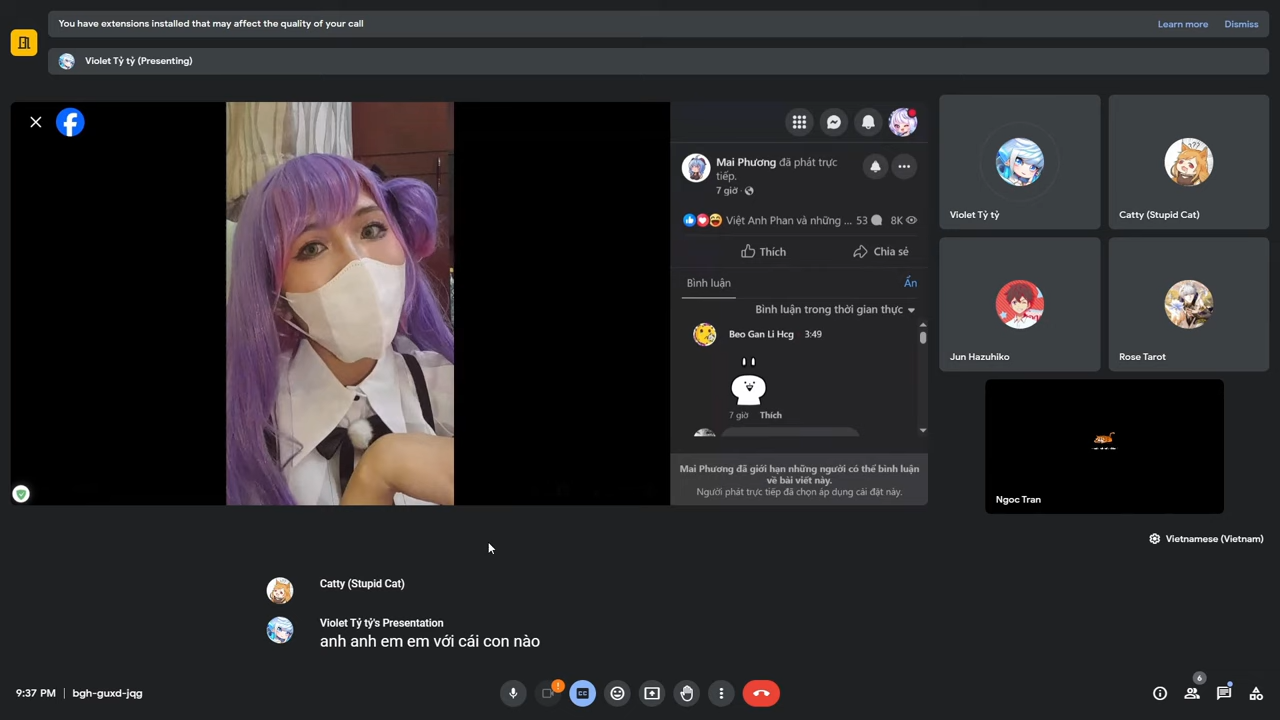 You have extensions installed that may affect the quality of your call
Learn more
Dismiss
Violet Tỷ tỷ (Presenting)
Mai Phương đã phát trực
tiếp.
7 giờ
Việt Anh Phan và những ...
53
8K
Thích
Chia sẻ
Bình luận
Ẩn
Bình luận trong thời gian thực
Beo Gan Li Hcg 3:49
7 giờ Thích
Mai Phương đã giới hạn những người có thể bình luận
về bài viết này.
Người phát trực tiếp đã chọn áp dụng cài đặt này.
Violet Tỷ tỷ
???
Catty (Stupid Cat)
Jun Hazuhiko
Rose Tarot
Ngoc Tran
Vietnamese (Vietnam)
Catty (Stupid Cat)
Violet Tỷ tỷ's Presentation
anh anh em em với cái con nào
9:37 PM
bgh-guxd-jqg
!
CC
6